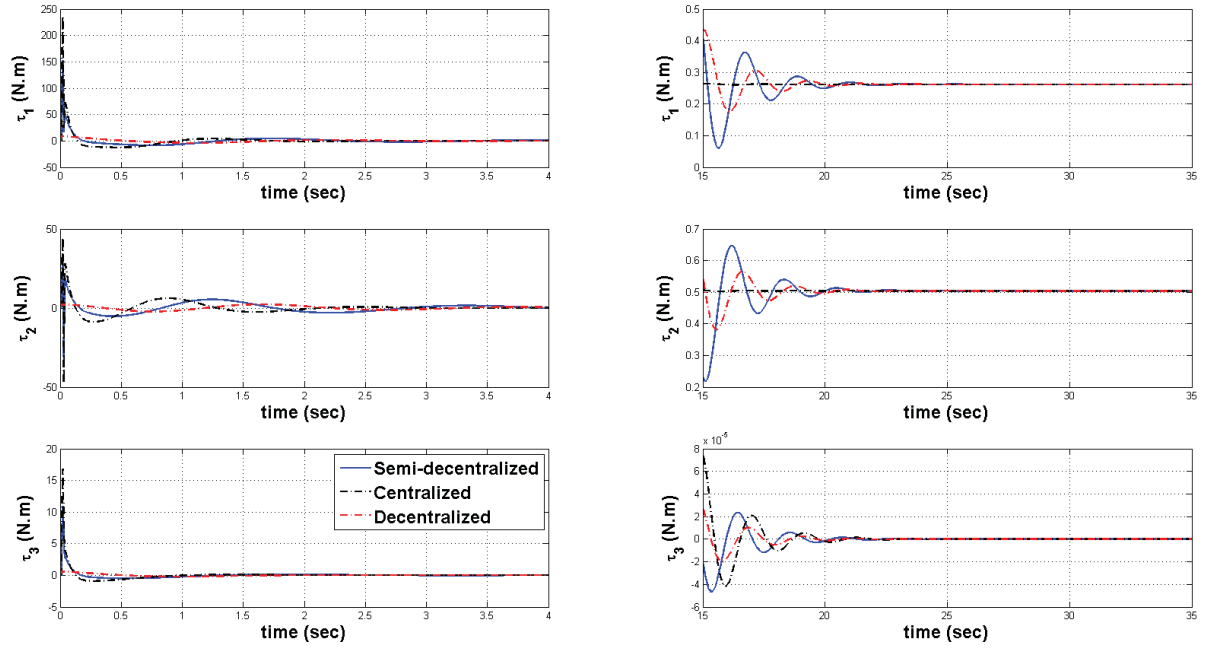 250
200
150
100
50
0
-50
τ1 (N.m)
0 0.5 1 1.5 2 2.5 3 3.5 4
time (sec)
0.5
0.4
0.3
0.2
0.1
0
τ1 (N.m)
15 20 25 30 35
time (sec)
50
0
-50
τ2 (N.m)
0 0.5 1 1.5 2 2.5 3 3.5 4
time (sec)
0.7
0.6
0.5
0.4
0.3
0.2
τ2 (N.m)
15 20 25 30 35
time (sec)
20
15
10
5
0
-5
τ3 (N.m)
Semi-decentralized
Centralized
Decentralized
0 0.5 1 1.5 2 2.5 3 3.5 4
time (sec)
x 10⁻⁵
8
6
4
2
0
-2
-4
-6
τ3 (N.m)
15 20 25 30 35
time (sec)